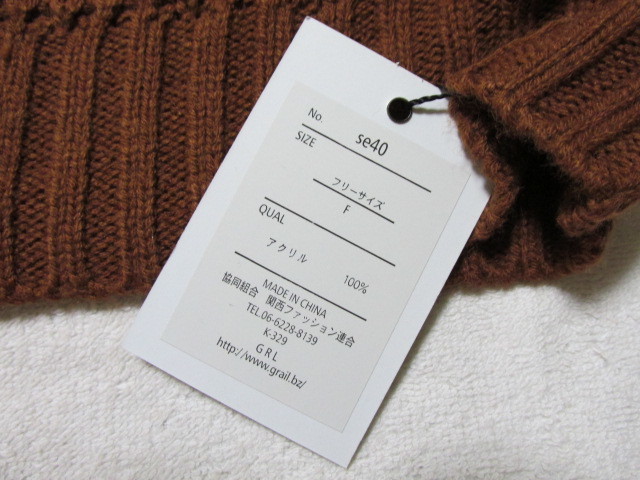 No. se40
SIZE
フリーサイズ
F
QUAL
アクリル 100%
MADE IN CHINA
協同組合 関西ファッション連合
TEL.06-6228-8139
K-329
GRL
http://www.grail.bz/